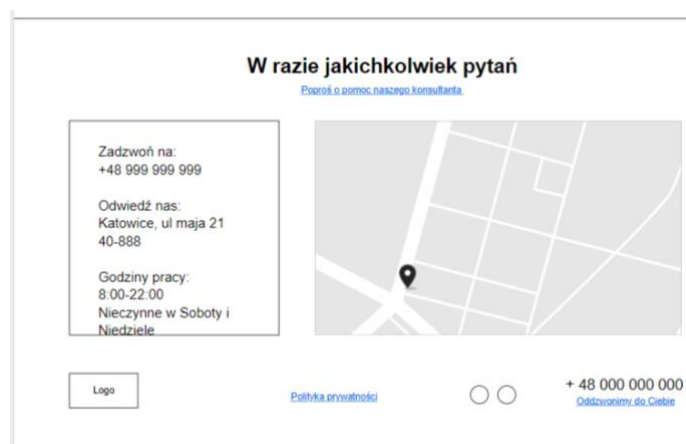 W razie jakichkolwiek pytań
Poproś o pomoc naszego konsultanta
Zadzwoń na:
+48 999 999 999
Odwiedź nas:
Katowice, ul maja 21
40-888
Godziny pracy:
8:00-22:00
Nieczynne w Soboty i
Niedziele
Logo
Polityka prywatności
+ 48 000 000 000
Oddzwonimy do Ciebie